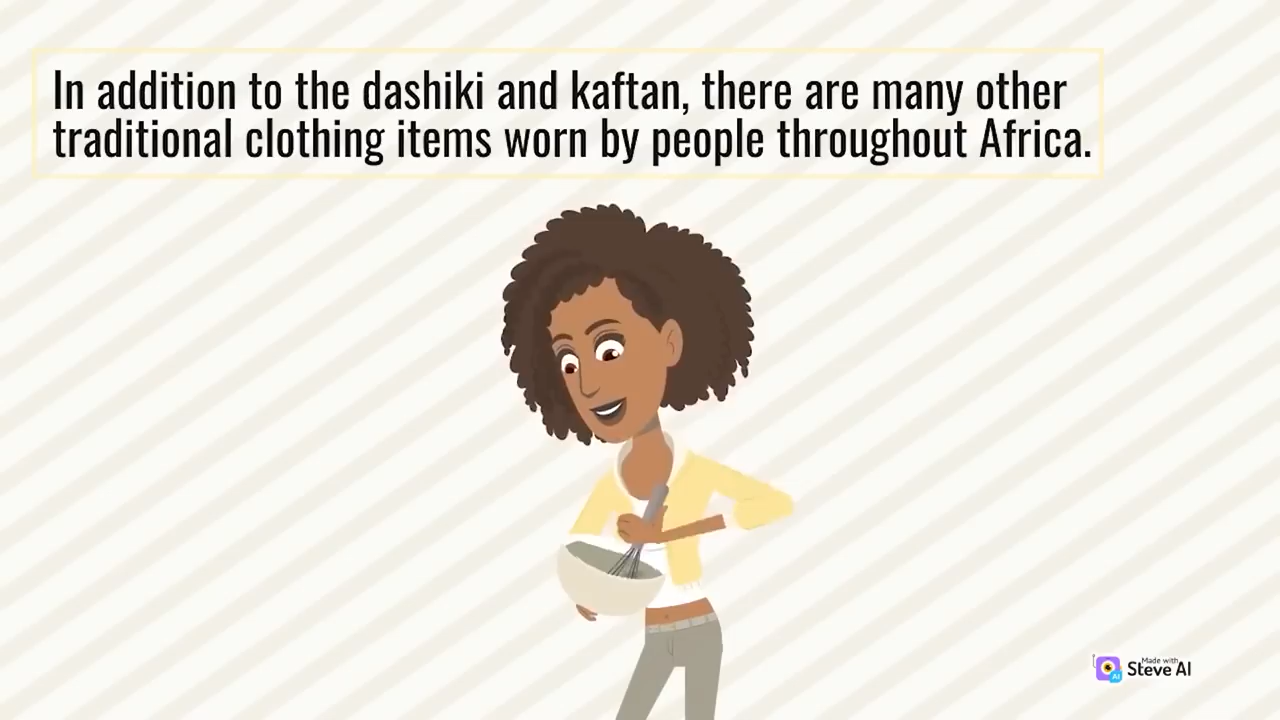 In addition to the dashiki and kaftan, there are many other
traditional clothing items worn by people throughout Africa.
Made with
Steve AI
AI